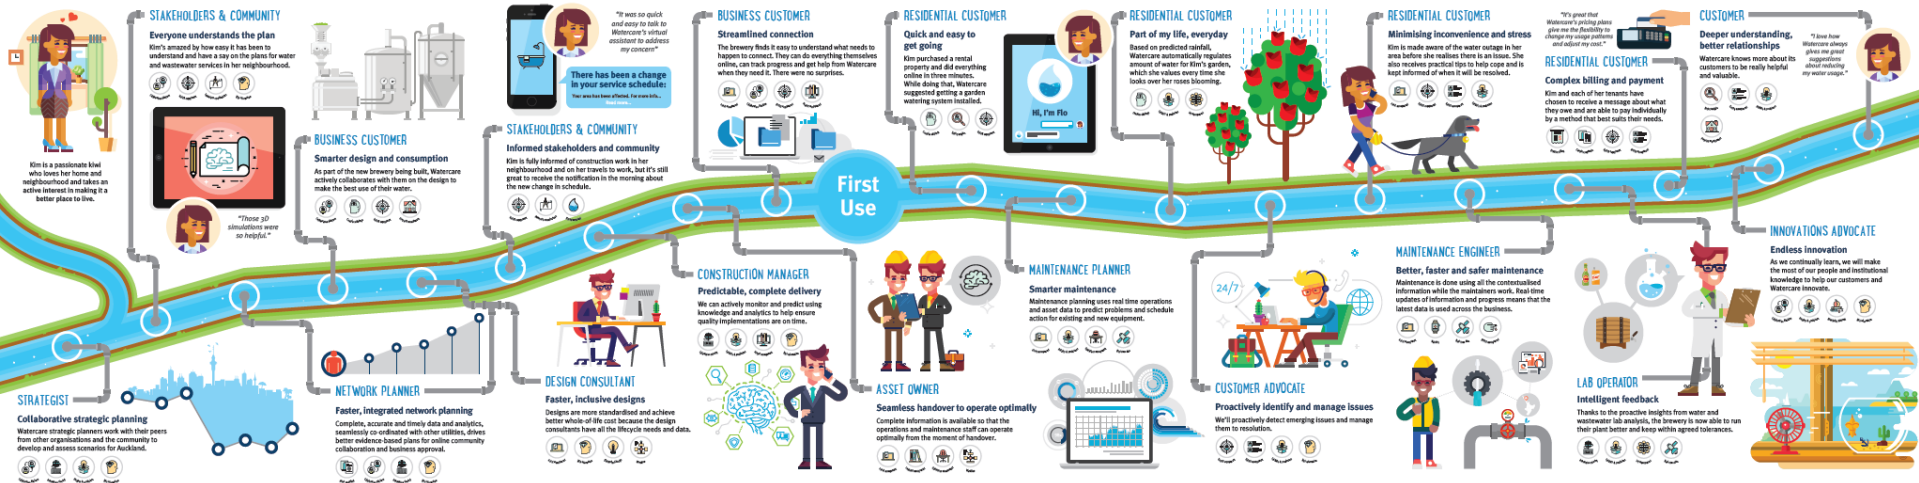 STAKEHOLDERS & COMMUNITY
Everyone understands the plan
Kim's amazed by how easy it has been to
understand and have a say on the plans for water
and wastewater services in her neighbourhood.
Kim is a passionate kiwi
who loves her home and
neighbourhood and takes an
active interest in making it a
better place to live.
"Those 3D
simulations were
so helpful."
BUSINESS CUSTOMER
Smarter design and consumption
As part of the new brewery being built, Watercare
actively collaborates with them on the design to
make the best use of their water.
"It was so quick
and easy to talk to
Watercare's virtual
assistant to address
my concern"
There has been a change
in your service schedule:
STAKEHOLDERS & COMMUNITY
Informed stakeholders and community
Kim is fully informed of construction work in her
neighbourhood and on her travels to work, but it's still
great to receive the notification in the morning about
the new change in schedule.
BUSINESS CUSTOMER
Streamlined connection
The brewery finds it easy to understand what needs to
happen to connect. They can do everything themselves
online, can track progress and get help from Watercare
when they need it. There were no surprises.
First
Use
RESIDENTIAL CUSTOMER
Quick and easy to
get going
Kim purchased a rental
property and did everything
online in three minutes.
While doing that, Watercare
suggested getting a garden
watering system installed.
Hi, I'm Flo
RESIDENTIAL CUSTOMER
Part of my life, everyday
Based on predicted rainfall,
Watercare automatically regulates
amount of water for Kim's garden,
which she values every time she
looks over her roses blooming.
RESIDENTIAL CUSTOMER
Minimising inconvenience and stress
Kim is made aware of the water outage in her
area before she realises there is an issue. She
also receives practical tips to help cope and is
kept informed of when it will be resolved.
"It's great that
Watercare's pricing plans
give me the flexibility to
change my usage patterns
and adjust my cost."
RESIDENTIAL CUSTOMER
Complex billing and payment
Kim and each of her tenants have
chosen to receive a message about what
they owe and are able to pay individually
by a method that best suits their needs.
CUSTOMER
Deeper understanding,
better relationships
Watercare knows more about its
customers to be really helpful
and valuable.
"I love how
Watercare always
gives me great
suggestions
about reducing
my water usage."
STRATEGIST
Collaborative strategic planning
Watercare strategic planners work with their peers
from other organisations and the community to
develop and assess scenarios for Auckland.
NETWORK PLANNER
Faster, integrated network planning
Complete, accurate and timely data and analytics,
seamlessly co-ordinated with other utilities, drives
better evidence-based plans for online community
collaboration and business approval.
DESIGN CONSULTANT
Faster, inclusive designs
Designs are more standardised and achieve
better whole-of-life cost because the design
consultants have all the lifecycle needs and data.
CONSTRUCTION MANAGER
Predictable, complete delivery
We can actively monitor and predict using
knowledge and analytics to help ensure
quality implementations are on time.
ASSET OWNER
Seamless handover to operate optimally
Complete information is available so that the
operations and maintenance staff can operate
optimally from the moment of handover.
MAINTENANCE PLANNER
Smarter maintenance
Maintenance planning uses real time operations
and asset data to predict problems and schedule
action for existing and new equipment.
24/7
CUSTOMER ADVOCATE
Proactively identify and manage issues
We'll proactively detect emerging issues and manage
them to resolution.
MAINTENANCE ENGINEER
Better, faster and safer maintenance
Maintenance is done using all the contextualised
information while the maintainers work. Real-time
updates of information and progress means that the
latest data is used across the business.
LAB OPERATOR
Intelligent feedback
Thanks to the proactive insights from water and
wastewater lab analysis, the brewery is now able to run
their plant better and keep within agreed tolerances.
INNOVATIONS ADVOCATE
Endless innovation
As we continually learn, we will make
the most of our people and institutional
knowledge to help our customers and
Watercare innovate.